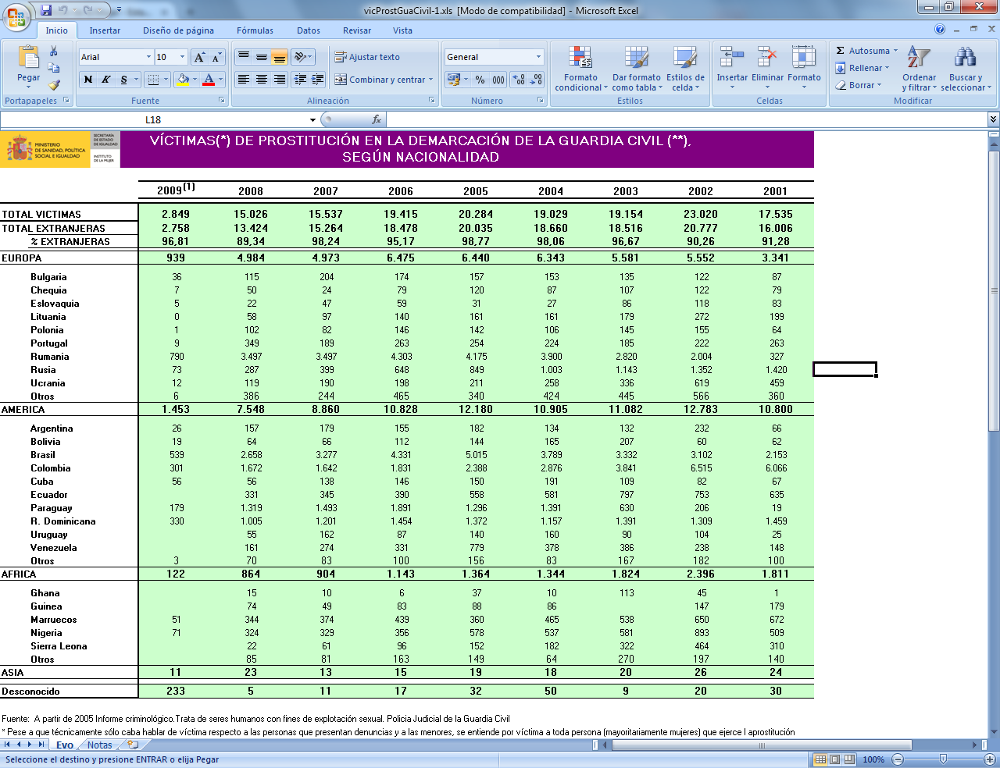 vicProstGuaCivil-1.xls [Modo de compatibilidad] - Microsoft Excel
Inicio Insertar Diseño de página Fórmulas Datos Revisar Vista
Pegar
Portapapeles
Arial 10
N K S
Fuente
Ajustar texto
Combinar y centrar
Alineación
General
% 000
Número
Formato condicional
Dar formato como tabla
Estilos de celda
Estilos
Insertar Eliminar Formato
Celdas
Autosuma
Rellenar
Borrar
Ordenar y filtrar
Buscar y seleccionar
Modificar
L18 fx
MINISTERIO
DE SANIDAD, POLÍTICA
SOCIAL E IGUALDAD
SECRETARÍA
DE ESTADO
DE IGUALDAD
INSTITUTO
DE LA MUJER
VÍCTIMAS(*) DE PROSTITUCIÓN EN LA DEMARCACIÓN DE LA GUARDIA CIVIL (**),
SEGÚN NACIONALIDAD
2009(1) 2008 2007 2006 2005 2004 2003 2002 2001
TOTAL VICTIMAS 2.849 15.026 15.537 19.415 20.284 19.029 19.154 23.020 17.535
TOTAL EXTRANJERAS 2.758 13.424 15.264 18.478 20.035 18.660 18.516 20.777 16.006
% EXTRANJERAS 96,81 89,34 98,24 95,17 98,77 98,06 96,67 90,26 91,28
EUROPA 939 4.984 4.973 6.475 6.440 6.343 5.581 5.552 3.341
Bulgaria 36 115 204 174 157 153 135 122 87
Chequia 7 50 24 79 120 87 107 122 79
Eslovaquia 5 22 47 59 31 27 86 118 83
Lituania 0 58 97 140 161 161 179 272 199
Polonia 1 102 82 146 142 106 145 155 64
Portugal 9 349 189 263 254 224 185 222 263
Rumania 790 3.497 3.497 4.303 4.175 3.900 2.820 2.004 327
Rusia 73 287 399 648 849 1.003 1.143 1.352 1.420
Ucrania 12 119 190 198 211 258 336 619 459
Otros 6 386 244 465 340 424 445 566 360
AMERICA 1.453 7.548 8.860 10.828 12.180 10.905 11.082 12.783 10.800
Argentina 26 157 179 155 182 134 132 232 66
Bolivia 19 64 66 112 144 165 207 60 62
Brasil 539 2.658 3.277 4.331 5.015 3.789 3.332 3.102 2.153
Colombia 301 1.672 1.642 1.831 2.388 2.876 3.841 6.515 6.066
Cuba 56 56 138 146 150 191 109 82 67
Ecuador 331 345 390 558 581 797 753 635
Paraguay 179 1.319 1.493 1.891 1.296 1.391 630 206 19
R. Dominicana 330 1.005 1.201 1.454 1.372 1.157 1.391 1.309 1.459
Uruguay 55 162 87 140 160 90 104 25
Venezuela 161 274 331 779 378 386 238 148
Otros 3 70 83 100 156 83 167 182 100
AFRICA 122 864 904 1.143 1.364 1.344 1.824 2.396 1.811
Ghana 15 10 6 37 10 113 45 1
Guinea 74 49 83 88 86 147 179
Marruecos 51 344 374 439 360 465 538 650 672
Nigeria 71 324 329 356 578 537 581 893 509
Sierra Leona 22 61 96 152 182 322 464 310
Otros 85 81 163 149 64 270 197 140
ASIA 11 23 13 15 19 18 20 26 24
Desconocido 233 5 11 17 32 50 9 20 30
Fuente: A partir de 2005 Informe criminológico.Trata de seres humanos con fines de explotación sexual. Policia Judicial de la Guardia Civil
* Pese a que técnicamente sólo caba hablar de víctima respecto a las personas que presentan denuncias y a las menores, se entiende por víctima a toda persona (mayoritariamente mujeres) que ejerce l aprostitución
Evo Notas
Seleccione el destino y presione ENTRAR o elija Pegar 100%